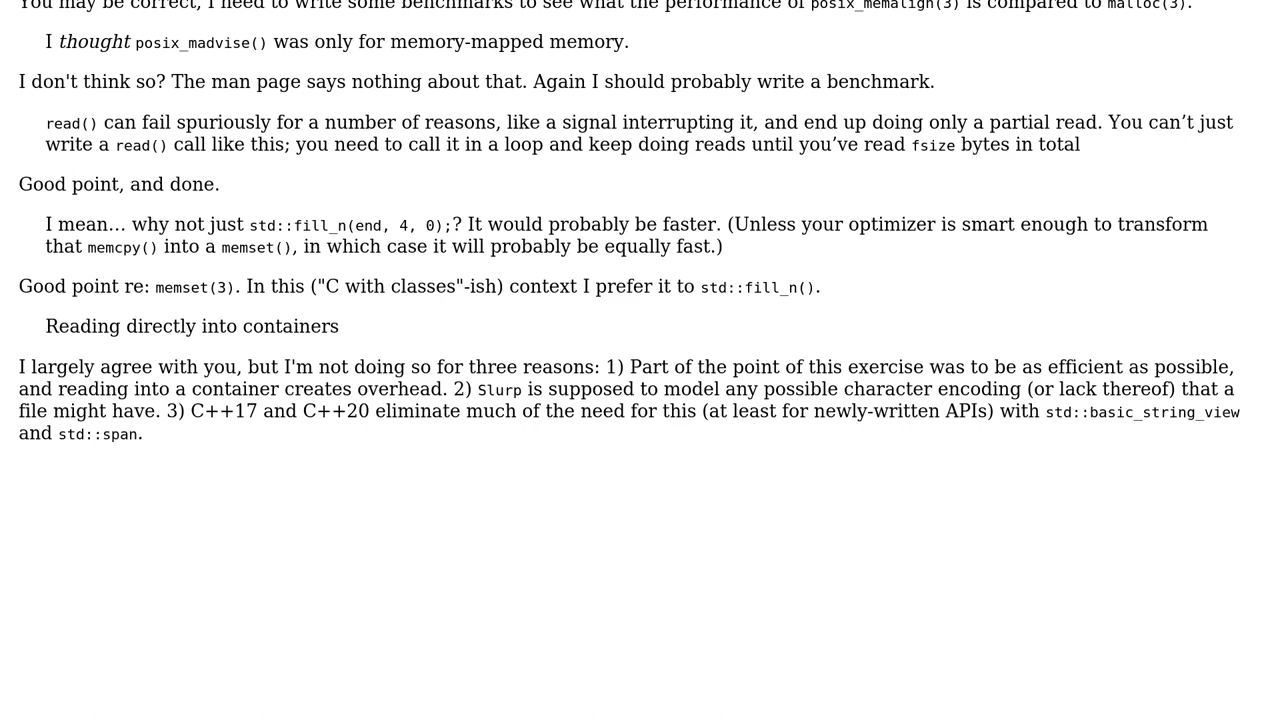 You may be correct, I need to write some benchmarks to see what the performance of posix_memalign(3) is compared to malloc(3).
I thought posix_madvise() was only for memory-mapped memory.
I don't think so? The man page says nothing about that. Again I should probably write a benchmark.
read() can fail spuriously for a number of reasons, like a signal interrupting it, and end up doing only a partial read. You can’t just
write a read() call like this; you need to call it in a loop and keep doing reads until you’ve read fsize bytes in total
Good point, and done.
I mean… why not just std::fill_n(end, 4, 0);? It would probably be faster. (Unless your optimizer is smart enough to transform
that memcpy() into a memset(), in which case it will probably be equally fast.)
Good point re: memset(3). In this ("C with classes"-ish) context I prefer it to std::fill_n().
Reading directly into containers
I largely agree with you, but I'm not doing so for three reasons: 1) Part of the point of this exercise was to be as efficient as possible,
and reading into a container creates overhead. 2) Slurp is supposed to model any possible character encoding (or lack thereof) that a
file might have. 3) C++17 and C++20 eliminate much of the need for this (at least for newly-written APIs) with std::basic_string_view
and std::span.